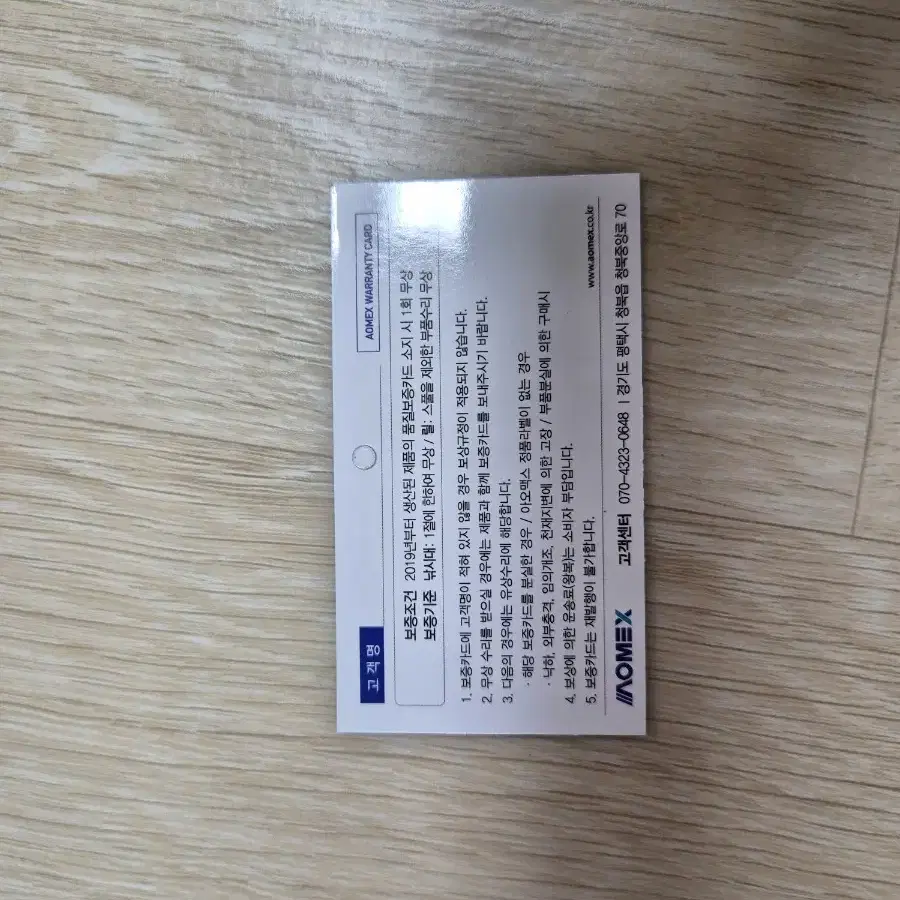 고객명
AOMEX WARRANTY CARD
보증조건 2019년부터 생산된 제품의 품질보증카드 소지 시 1회 무상
보증기준 낚시대: 1절에 한하여 무상 / 릴: 스풀을 제외한 부품수리 무상
1. 보증카드에 고객명이 적혀 있지 않을 경우 보상규정이 적용되지 않습니다.
2. 무상 수리를 받으실 경우에는 제품과 함께 보증카드를 보내주시기 바랍니다.
3. 다음의 경우에는 유상수리에 해당합니다.
· 해당 보증카드를 분실한 경우 / 아오맥스 정품라벨이 없는 경우
· 낙하, 외부충격, 임의개조, 천재지변에 의한 고장 / 부품분실에 의한 구매시
4. 보상에 의한 운송료(왕복)는 소비자 부담입니다.
5. 보증카드는 재발행이 불가합니다.
www.aomex.co.kr
AOMEX
고객센터 070-4323-0648 | 경기도 평택시 청북읍 청북중앙로 70